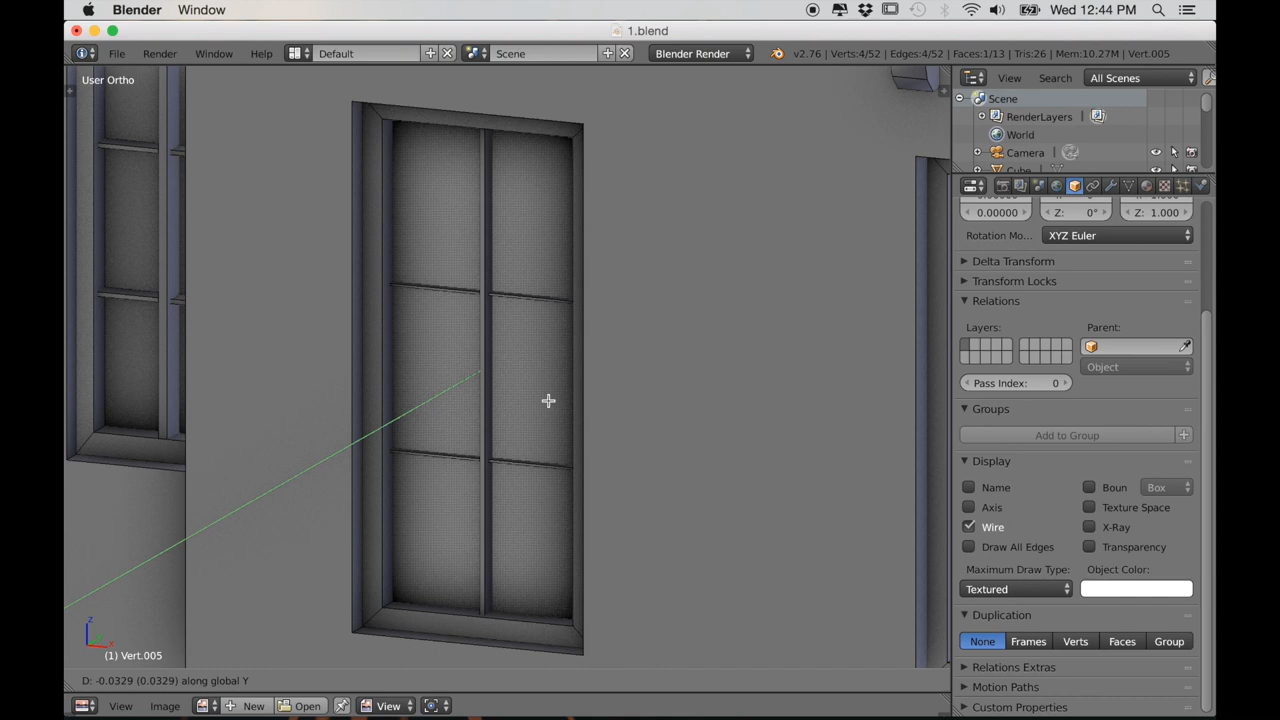 Blender Window Wed 12:44 PM
1.blend
File Render Window Help Default Scene Blender Render v2.76 | Verts:4/52 | Edges:4/52 | Faces:1/13 | Tris:26 | Mem:10.27M | Vert.005
User Ortho
View Search All Scenes
Scene
RenderLayers
World
Camera
Cube
0.00000 Z: 0° Z: 1.000
Rotation Mo... XYZ Euler
Delta Transform
Transform Locks
Relations
Layers: Parent:
Pass Index: 0 Object
Groups
Add to Group
Display
Name Boun Box
Axis Texture Space
Wire X-Ray
Draw All Edges Transparency
Maximum Draw Type: Object Color:
Textured
Duplication
None Frames Verts Faces Group
Relations Extras
Motion Paths
Custom Properties
z
x
(1) Vert.005
D: -0.0329 (0.0329) along global Y
View Image New Open View